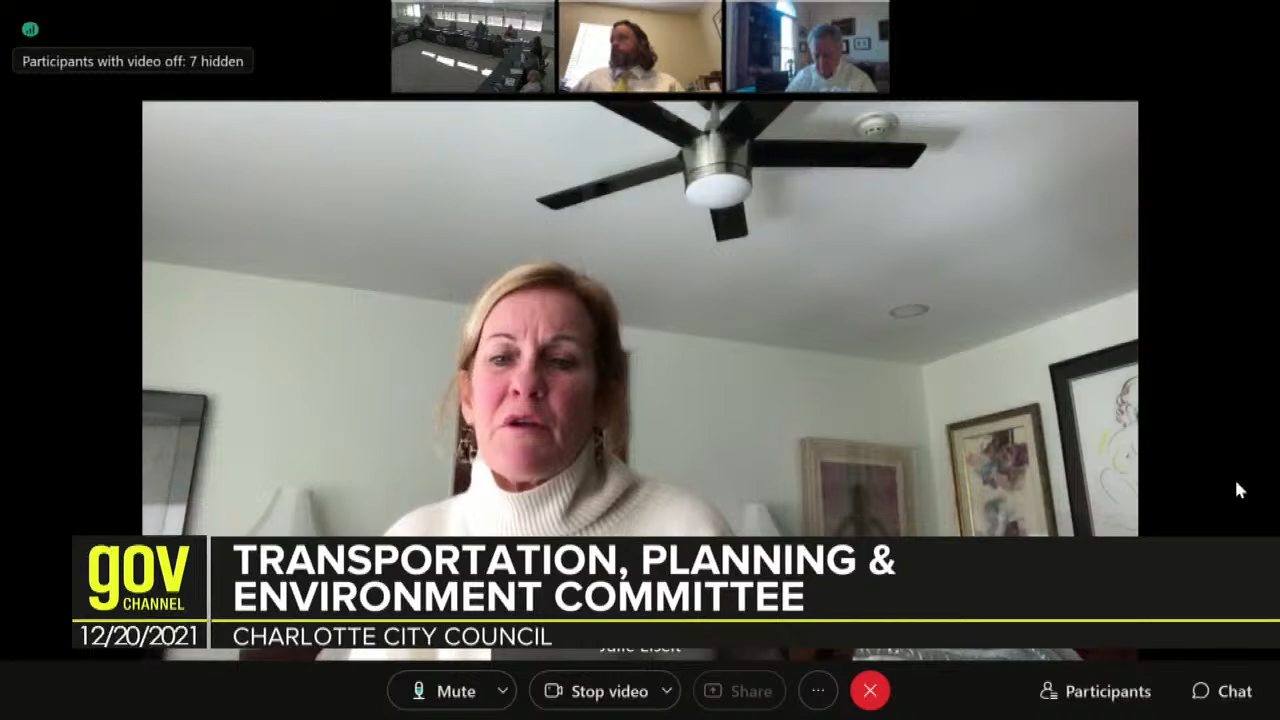 Participants with video off: 7 hidden
gov
CHANNEL
TRANSPORTATION, PLANNING &
ENVIRONMENT COMMITTEE
12/20/2021
CHARLOTTE CITY COUNCIL
Mute
Stop video
Share
Participants
Chat